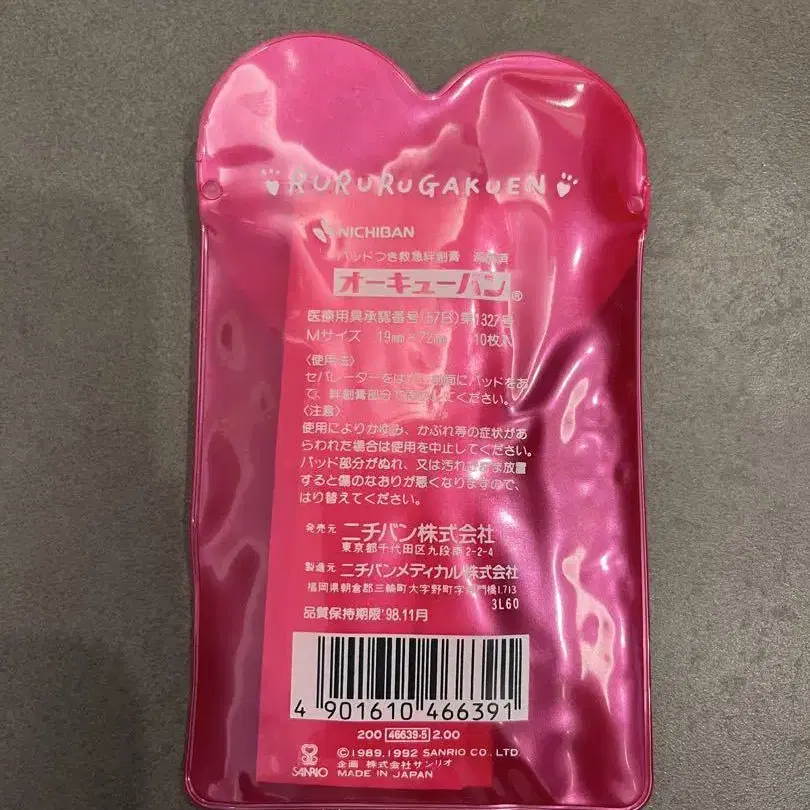 RURURUGAKUEN
NICHIBAN
パッドつき救急絆創膏
オーキューバン®
医療用具承認番号(57B)第1327号
Mサイズ 19mm×72mm 10枚入
〈使用法〉
セパレーターをはがし 面にパッドをあ
て、絆創膏部分で してください。
〈注意〉
使用によりかゆみ、かぶれ等の症状があ
らわれた場合は使用を中止してください。
パッド部分がぬれ、又は汚れ まま放置
すると傷のなおりが悪くなりますので、
はり替えてください。
発売元 ニチバン株式会社
東京都千代田区九段南2-2-4
製造元 ニチバンメディカル株式会社
福岡県朝倉郡三輪町大字野町字 門橋1713
3L60
品質保持期限'98.11月
4 901610 466391
200 46639-5 2.00
©1989,1992 SANRIO CO., LTD.
SANRIO 企画 株式会社サンリオ
MADE IN JAPAN